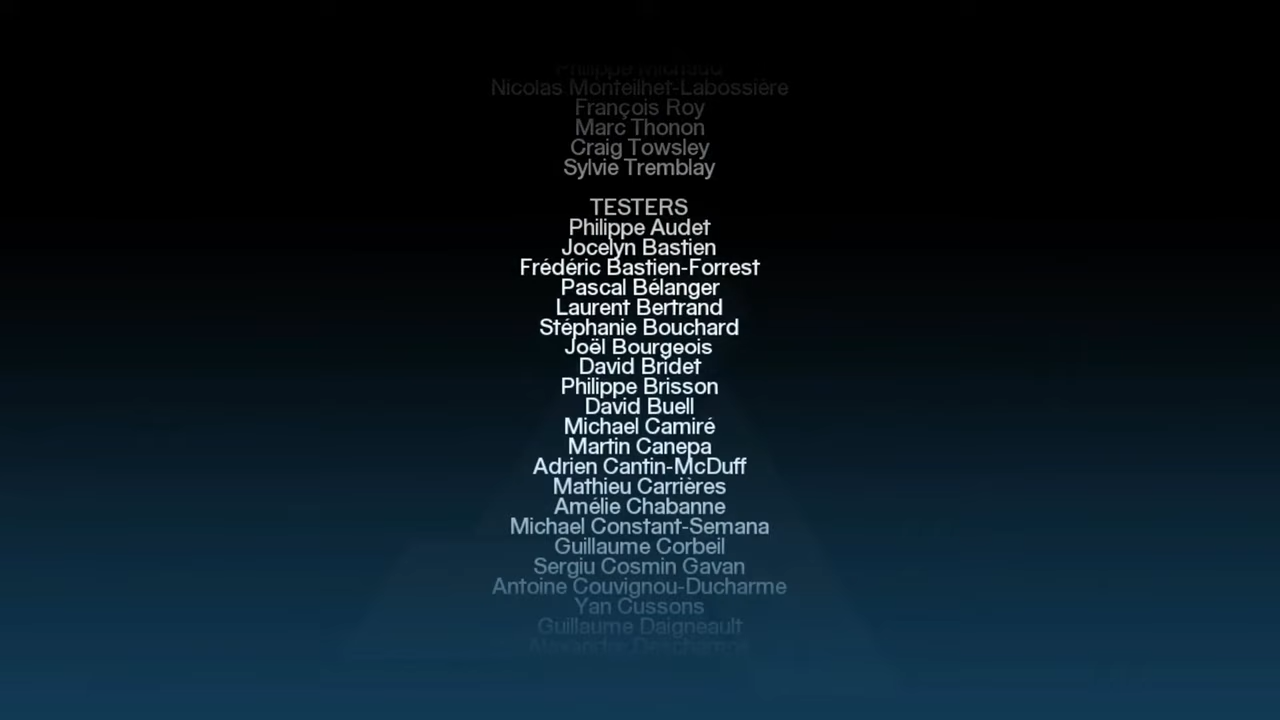 Philippe Michaud
Nicolas Monteilhet-Labossière
François Roy
Marc Thonon
Craig Towsley
Sylvie Tremblay
TESTERS
Philippe Audet
Jocelyn Bastien
Frédéric Bastien-Forrest
Pascal Bélanger
Laurent Bertrand
Stéphanie Bouchard
Joël Bourgeois
David Bridet
Philippe Brisson
David Buell
Michael Camiré
Martin Canepa
Adrien Cantin-McDuff
Mathieu Carrières
Amélie Chabanne
Michael Constant-Semana
Guillaume Corbeil
Sergiu Cosmin Gavan
Antoine Couvignou-Ducharme
Yan Cussons
Guillaume Daigneault